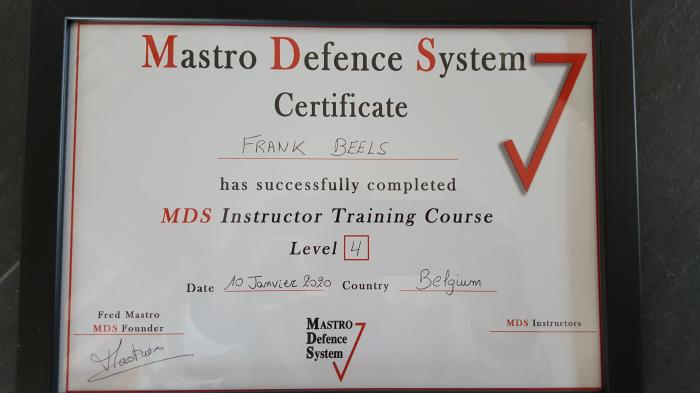 Mastro Defence System
Certificate
FRANK BEELS
has successfully completed
MDS Instructor Training Course
Level 4
Date 10 Janvier 2020 Country Belgium
Fred Mastro
MDS Founder
MDS Instructors
MASTRO
Defence
System